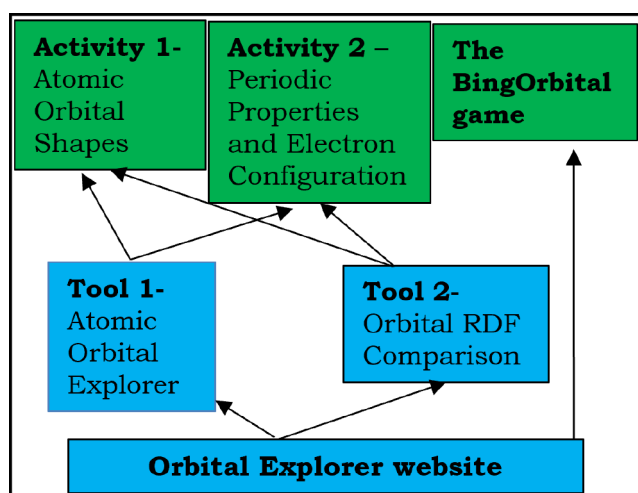 Activity 1-
Atomic
Orbital
Shapes
Activity 2 –
Periodic
Properties
and Electron
Configuration
The
BingOrbital
game
Tool 1-
Atomic
Orbital
Explorer
Tool 2-
Orbital RDF
Comparison
Orbital Explorer website